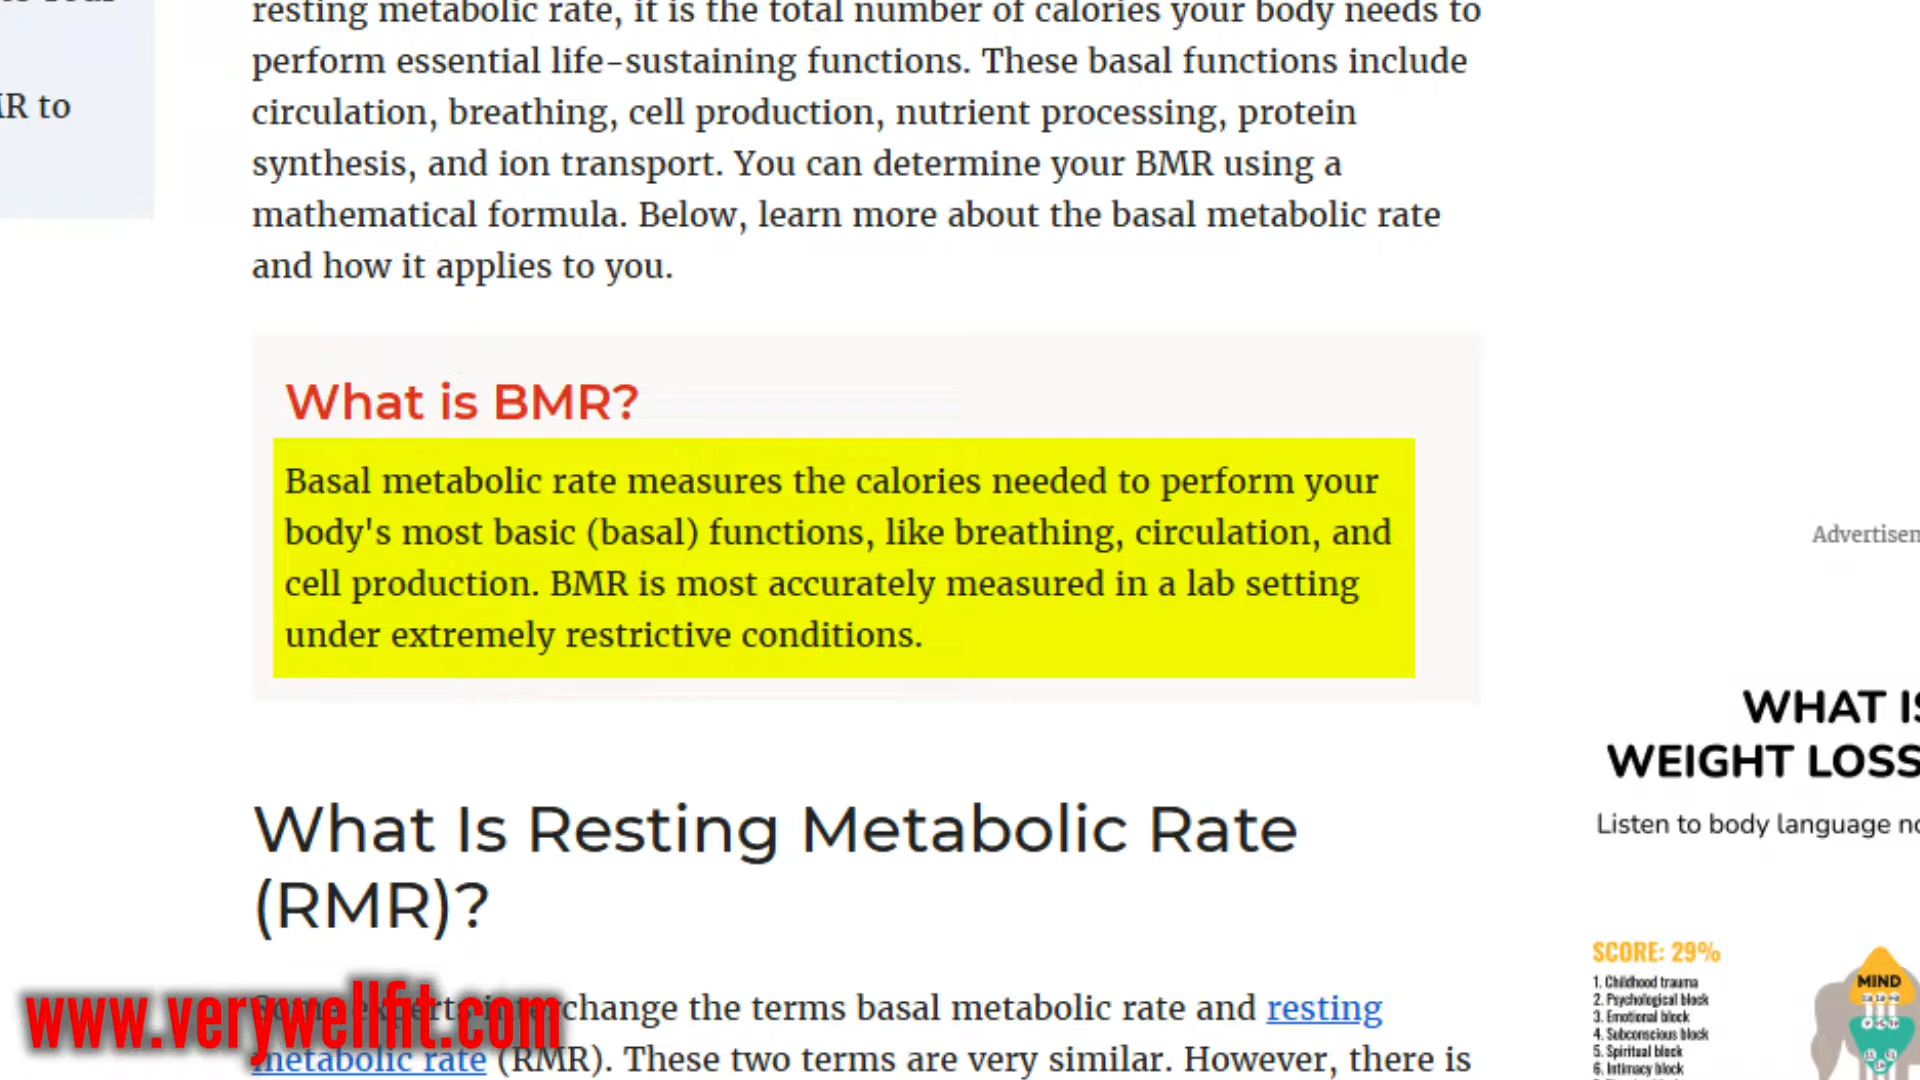 resting metabolic rate, it is the total number of calories your body needs to
perform essential life-sustaining functions. These basal functions include
circulation, breathing, cell production, nutrient processing, protein
synthesis, and ion transport. You can determine your BMR using a
mathematical formula. Below, learn more about the basal metabolic rate
and how it applies to you.
R to
What is BMR?
Basal metabolic rate measures the calories needed to perform your
body's most basic (basal) functions, like breathing, circulation, and
cell production. BMR is most accurately measured in a lab setting
under extremely restrictive conditions.
What Is Resting Metabolic Rate
(RMR)?
Some experts interchange the terms basal metabolic rate and resting
metabolic rate (RMR). These two terms are very similar. However, there is
www.verywellfit.com
Advertisem
WHAT IS
WEIGHT LOSS
Listen to body language no
SCORE: 29%
1. Childhood trauma
2. Psychological block
3. Emotional block
4. Subconscious block
5. Spiritual block
6. Intimacy block
MIND